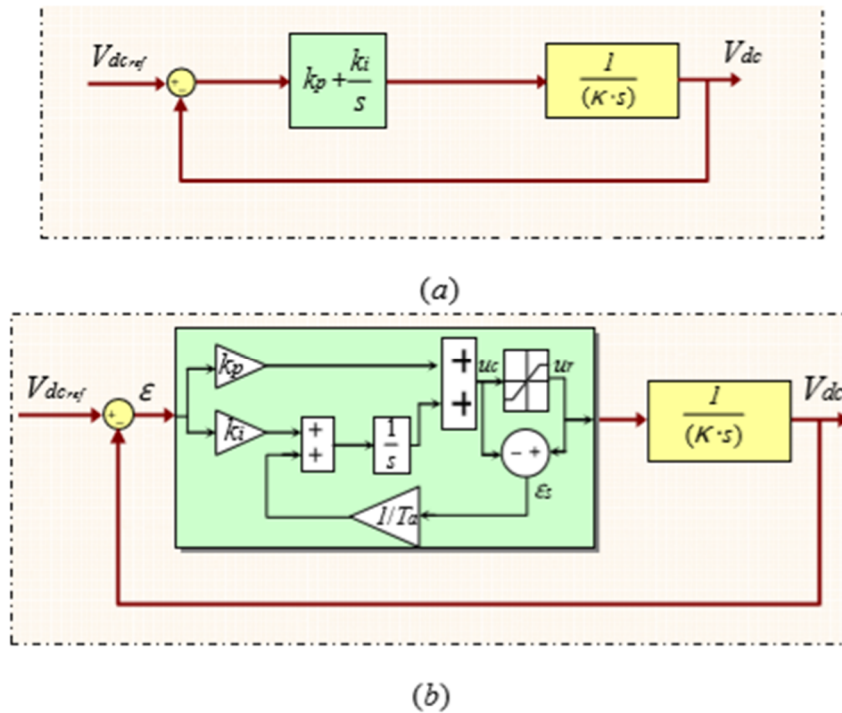 Vdcref + - kp + ki/s 1/(K·s) Vdc
(a)
Vdcref + - ε kp + + uc ur 1/(K·s) Vdc
ki + + 1/s - + εs
1/Ta
(b)